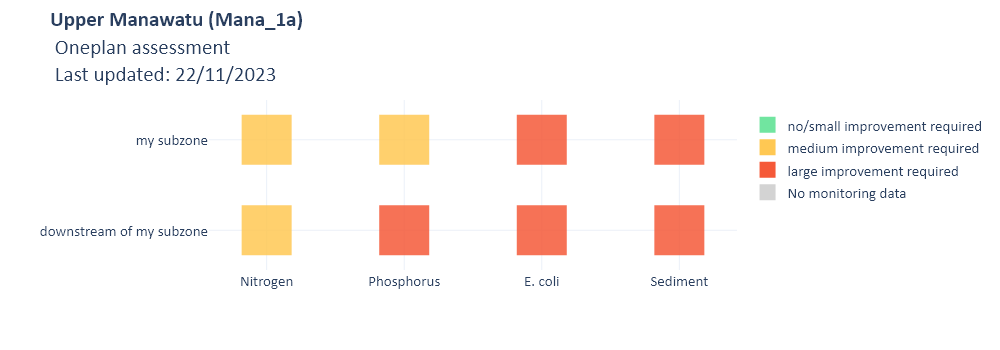 Upper Manawatu (Mana_1a)
Oneplan assessment
Last updated: 22/11/2023
my subzone
downstream of my subzone
Nitrogen
Phosphorus
E. coli
Sediment
no/small improvement required
medium improvement required
large improvement required
No monitoring data